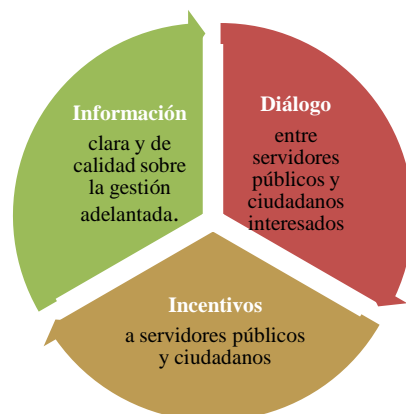 Información
clara y de
calidad sobre
la gestión
adelantada.
Diálogo
entre
servidores
públicos y
ciudadanos
interesados
Incentivos
a servidores públicos
y ciudadanos